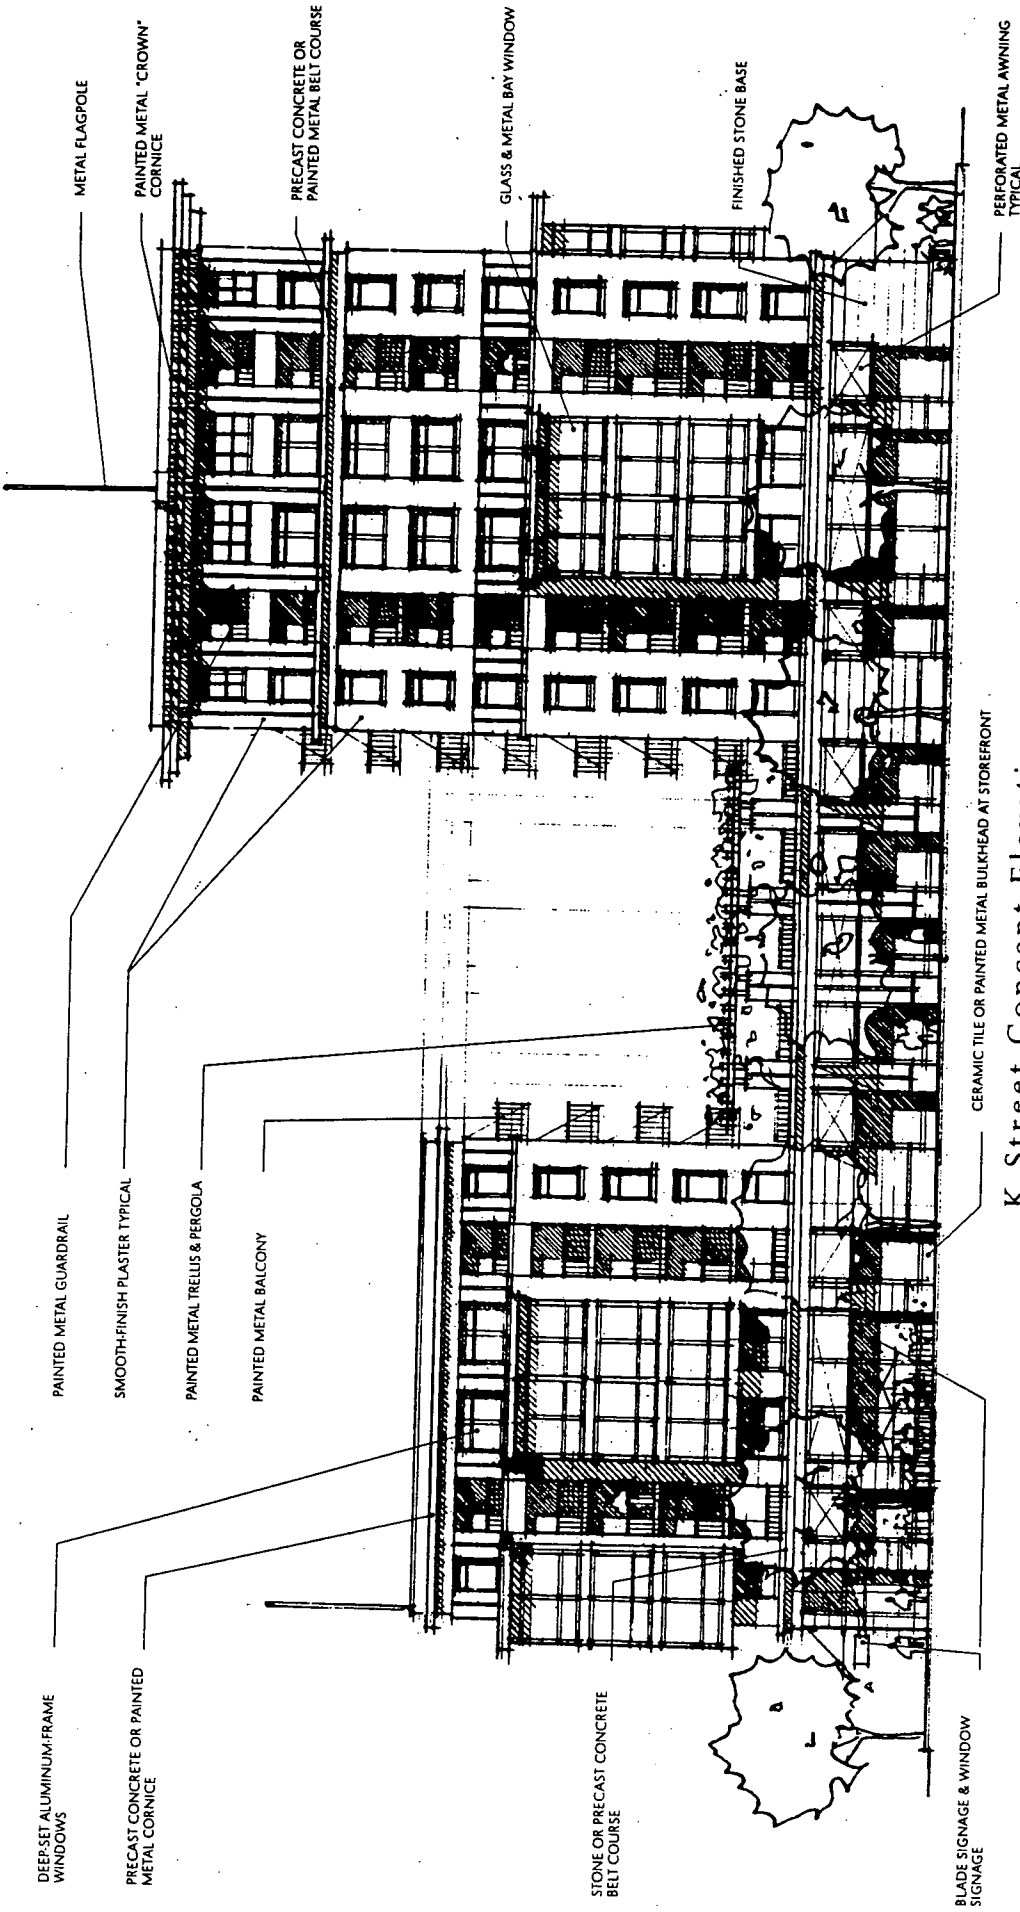 DEEP-SET ALUMINUM-FRAME
WINDOWS
PRECAST CONCRETE OR PAINTED
METAL CORNICE
PAINTED METAL GUARDRAIL
SMOOTH-FINISH PLASTER TYPICAL
PAINTED METAL TRELLIS & PERGOLA
PAINTED METAL BALCONY
METAL FLAGPOLE
PAINTED METAL "CROWN"
CORNICE
PRECAST CONCRETE OR
PAINTED METAL BELT COURSE
GLASS & METAL BAY WINDOW
FINISHED STONE BASE
PERFORATED METAL AWNING
TYPICAL
STONE OR PRECAST CONCRETE
BELT COURSE
BLADE SIGNAGE & WINDOW
SIGNAGE
CERAMIC TILE OR PAINTED METAL BULKHEAD AT STOREFRONT
K Street Concept Elevation